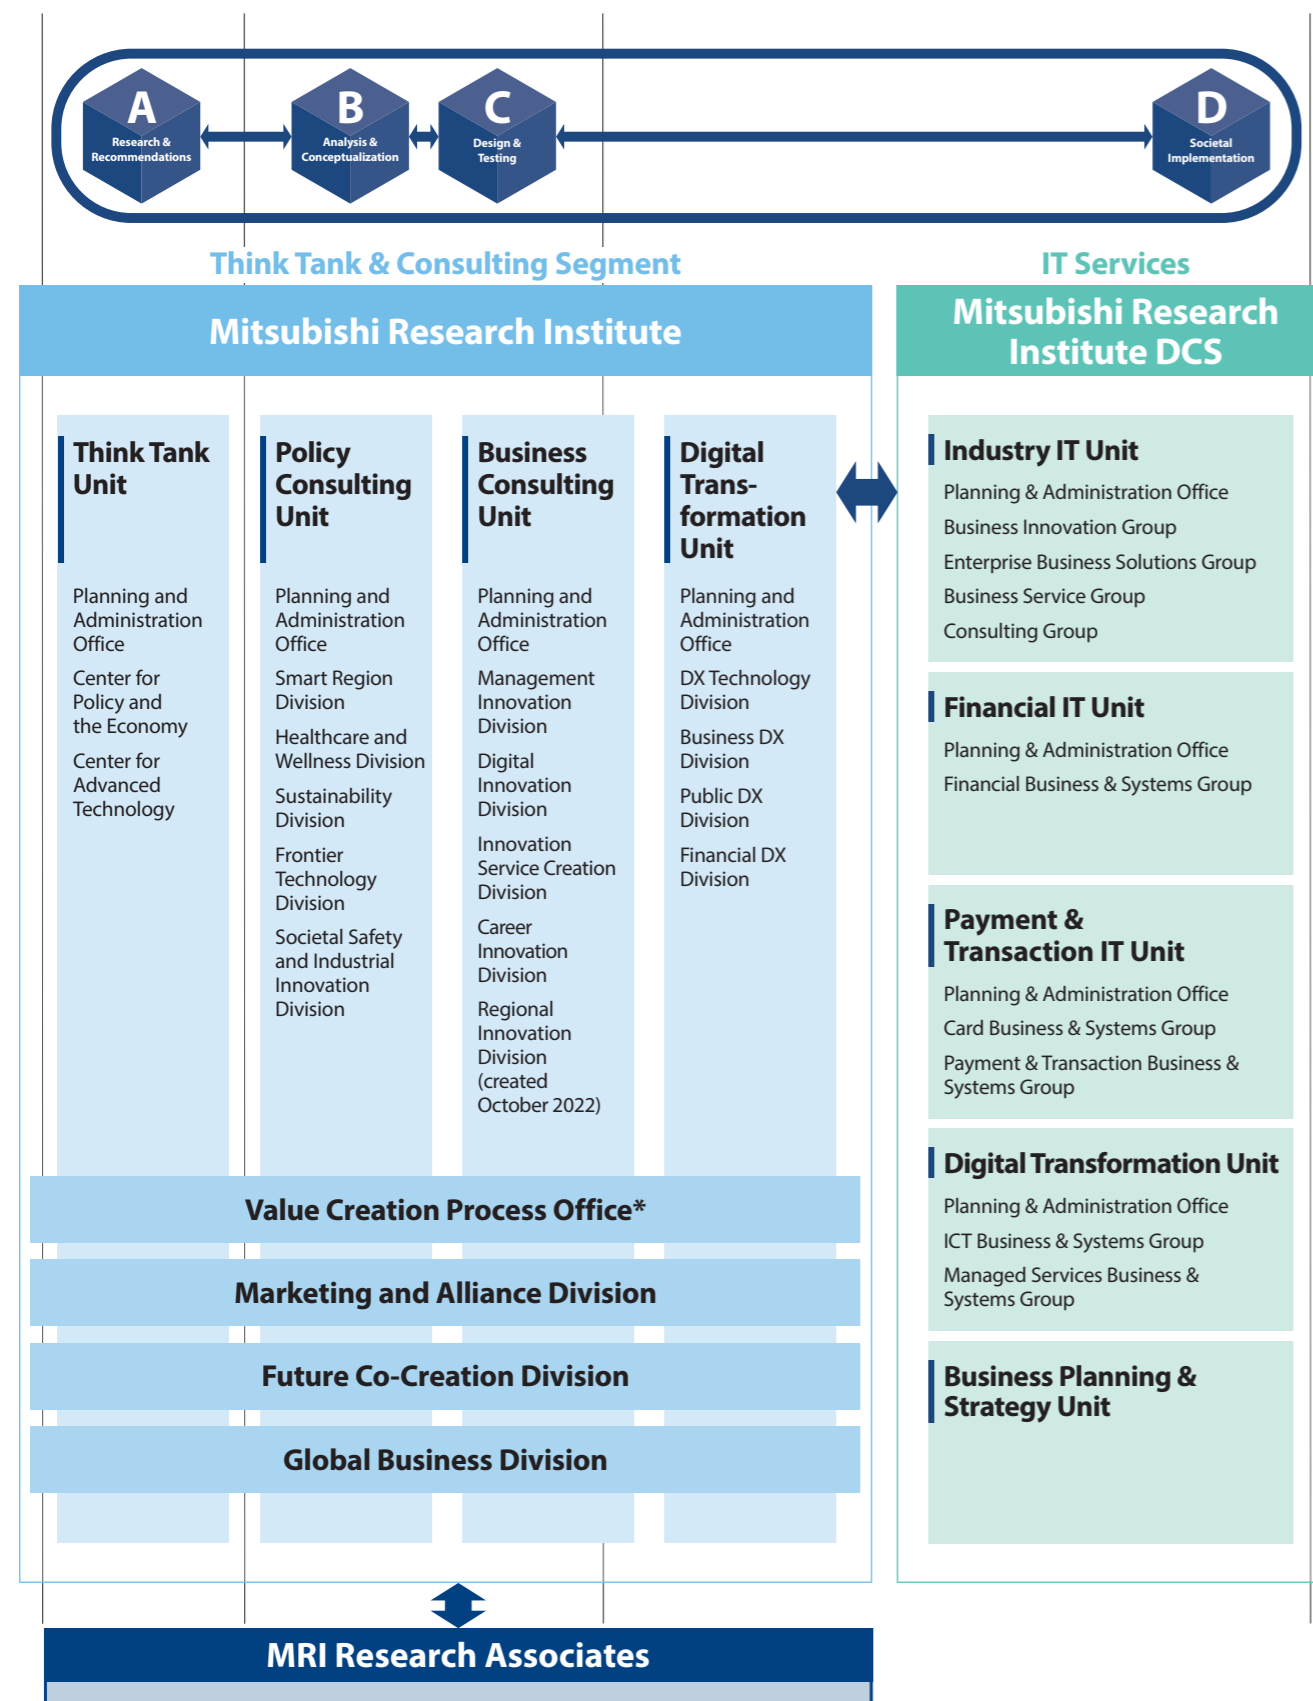 A
Research &
Recommendations
B
Analysis &
Conceptualization
C
Design &
Testing
D
Societal
Implementation
Think Tank & Consulting Segment
Mitsubishi Research Institute
Think Tank
Unit
Planning and
Administration
Office
Center for
Policy and
the Economy
Center for
Advanced
Technology
Policy
Consulting
Unit
Planning and
Administration
Office
Smart Region
Division
Healthcare and
Wellness Division
Sustainability
Division
Frontier
Technology
Division
Societal Safety
and Industrial
Innovation
Division
Business
Consulting
Unit
Planning and
Administration
Office
Management
Innovation
Division
Digital
Innovation
Division
Innovation
Service Creation
Division
Career
Innovation
Division
Regional
Innovation
Division
(created
October 2022)
Digital
Trans-
formation
Unit
Planning and
Administration
Office
DX Technology
Division
Business DX
Division
Public DX
Division
Financial DX
Division
Value Creation Process Office*
Marketing and Alliance Division
Future Co-Creation Division
Global Business Division
IT Services
Mitsubishi Research
Institute DCS
Industry IT Unit
Planning & Administration Office
Business Innovation Group
Enterprise Business Solutions Group
Business Service Group
Consulting Group
Financial IT Unit
Planning & Administration Office
Financial Business & Systems Group
Payment &
Transaction IT Unit
Planning & Administration Office
Card Business & Systems Group
Payment & Transaction Business &
Systems Group
Digital Transformation Unit
Planning & Administration Office
ICT Business & Systems Group
Managed Services Business &
Systems Group
Business Planning &
Strategy Unit
MRI Research Associates